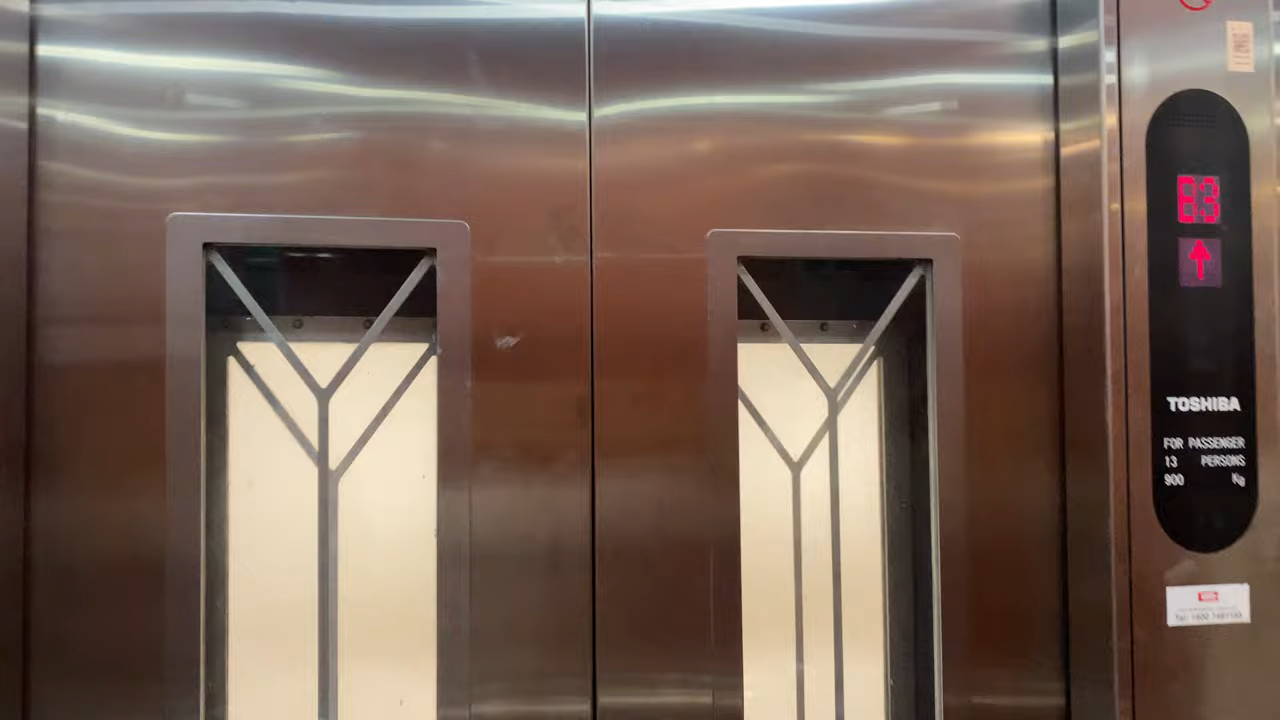 B3
TOSHIBA
FOR PASSENGER
13 PERSONS
900 Kg